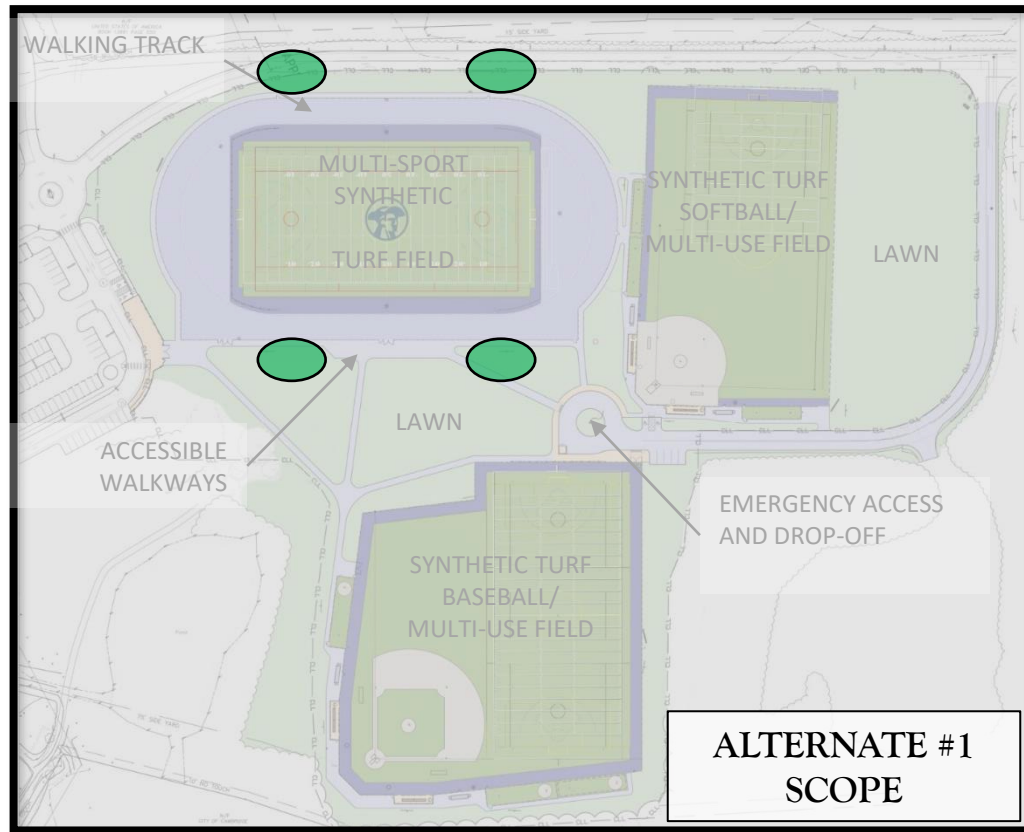 WALKING TRACK
MULTI-SPORT
SYNTHETIC
TURF FIELD
SYNTHETIC TURF
SOFTBALL/
MULTI-USE FIELD
LAWN
LAWN
ACCESSIBLE
WALKWAYS
EMERGENCY ACCESS
AND DROP-OFF
SYNTHETIC TURF
BASEBALL/
MULTI-USE FIELD
ALTERNATE #1
SCOPE